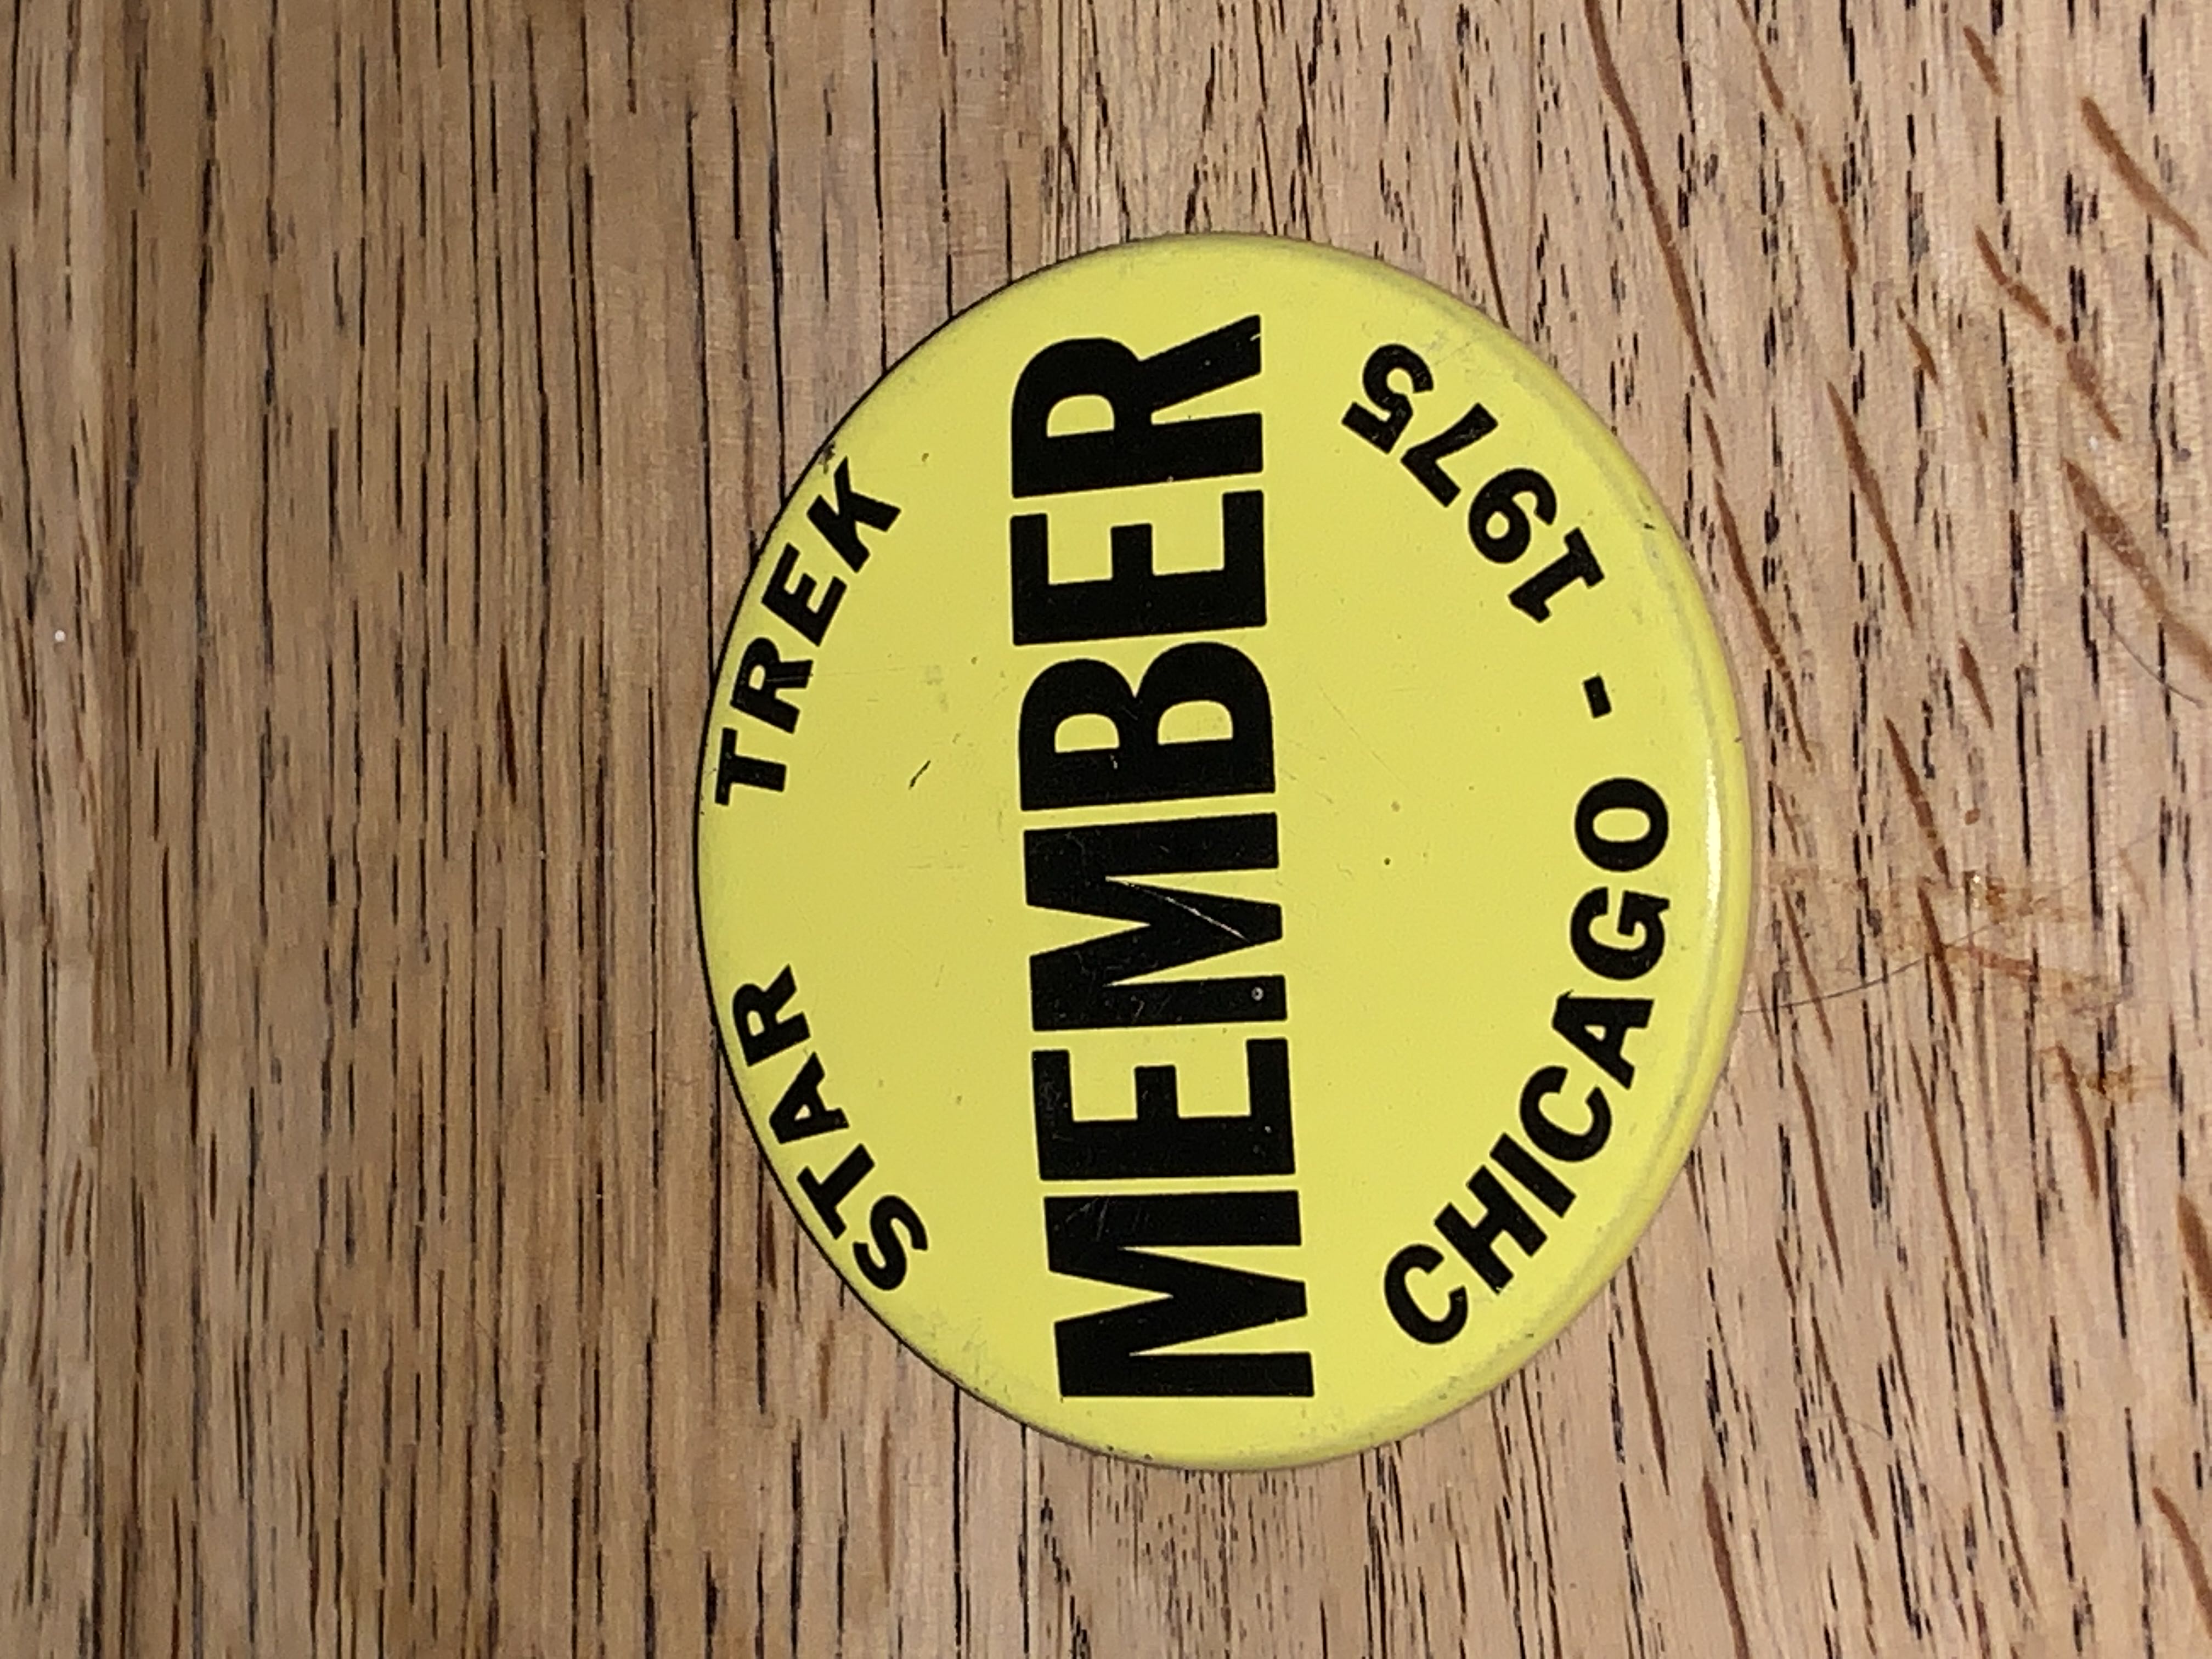 STAR TREK
MEMBER
CHICAGO - 1975